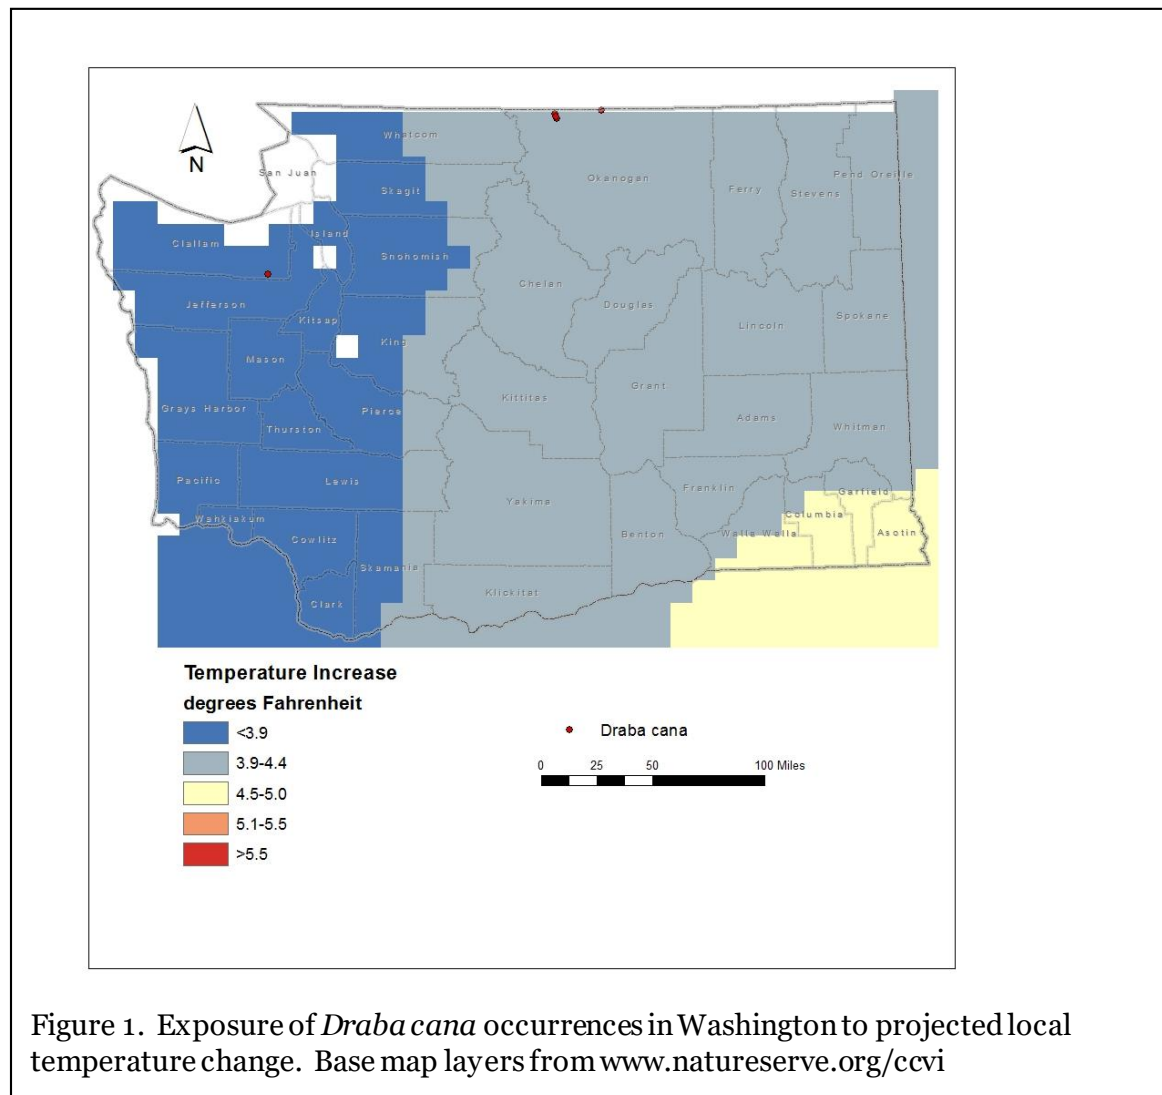 N
Whatcom
San Juan
Skagit
Okanogan
Ferry
Stevens
Pend Oreille
Island
Clallam
Snohomish
Chelan
Jefferson
Douglas
Kitsap
Lincoln
Spokane
King
Mason
Grant
Kittitas
Grays Harbor
Pierce
Adams
Whitman
Thurston
Pacific
Lewis
Franklin
Garfield
Yakima
Columbia
Wahkiakum
Asotin
Cowlitz
Benton
Walla Walla
Skamania
Klickitat
Clark
Temperature Increase
degrees Fahrenheit
<3.9
3.9-4.4
4.5-5.0
5.1-5.5
>5.5
Draba cana
0 25 50 100 Miles
Figure 1. Exposure of Draba cana occurrences in Washington to projected local
temperature change. Base map layers from www.natureserve.org/ccvi